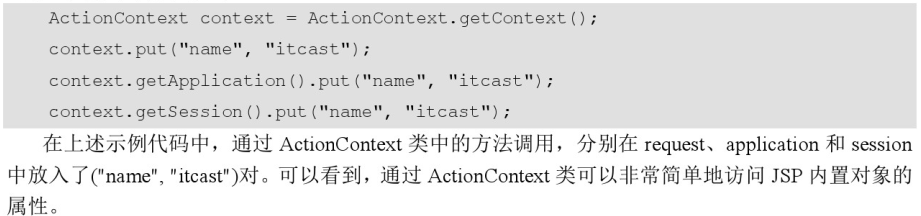 ActionContext context = ActionContext.getContext();
context.put("name", "itcast");
context.getApplication().put("name", "itcast");
context.getSession().put("name", "itcast");
在上述示例代码中，通过 ActionContext 类中的方法调用，分别在 request、application 和 session
中放入了("name", "itcast")对。可以看到，通过 ActionContext 类可以非常简单地访问 JSP 内置对象的
属性。